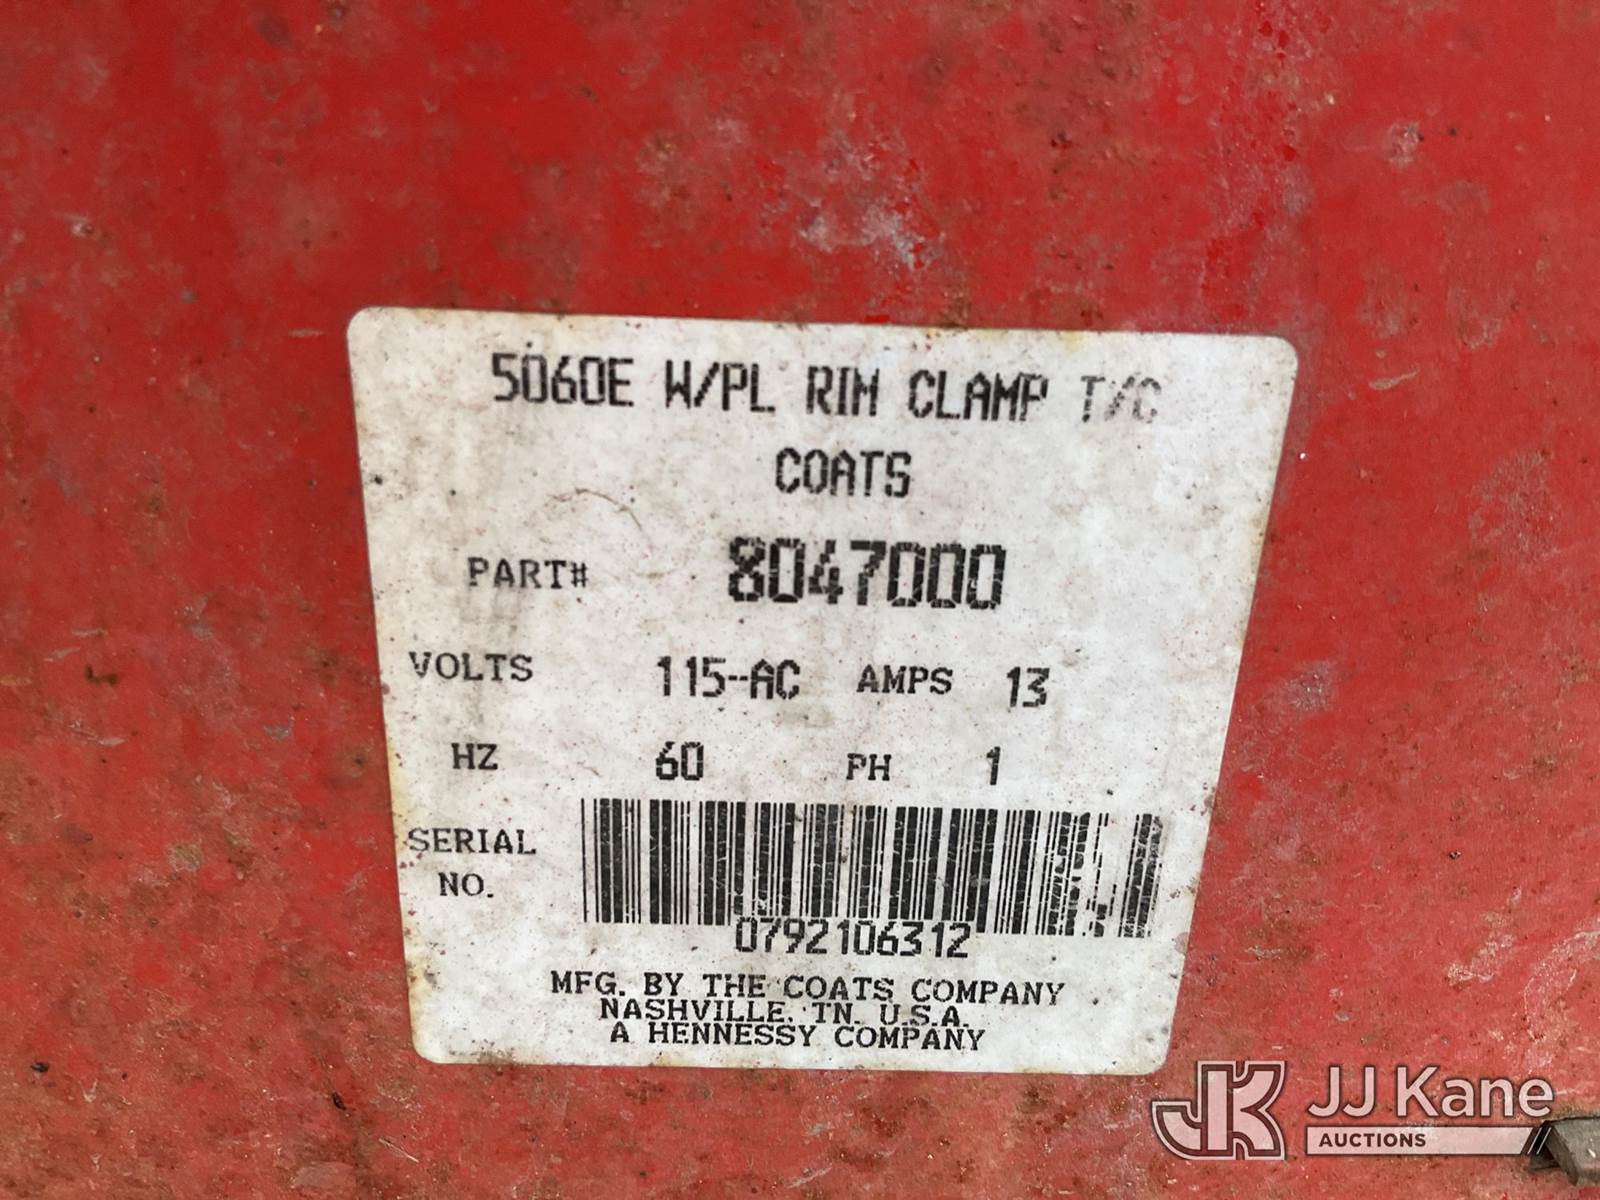 5060E W/PL RIM CLAMP T/C
COATS
PART# 8047000
VOLTS 115-AC AMPS 13
HZ 60 PH 1
SERIAL
NO.
0792106312
MFG. BY THE COATS COMPANY
NASHVILLE, TN. U.S.A.
A HENNESSY COMPANY
JK JJ Kane
AUCTIONS